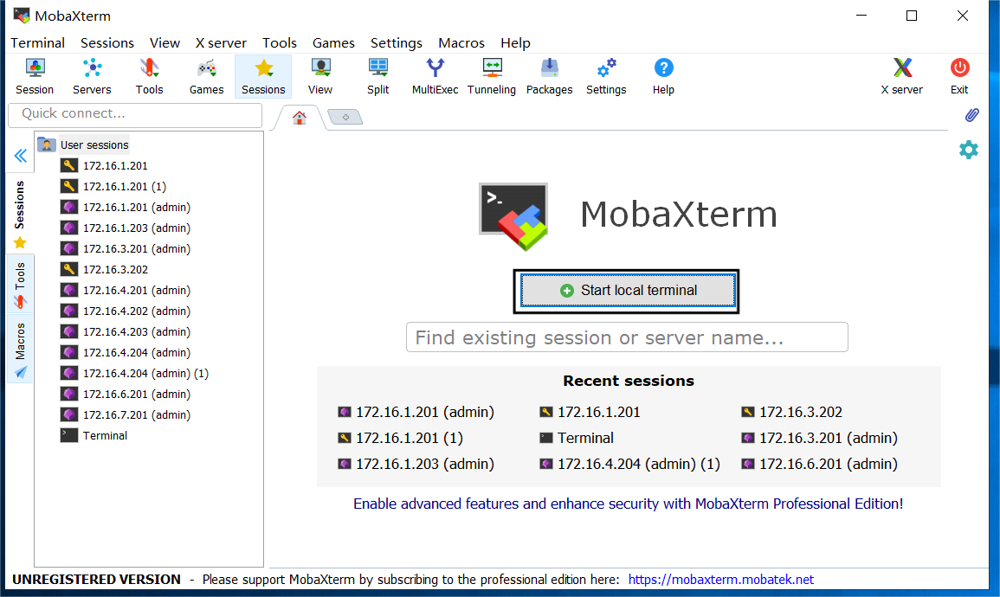 MobaXterm
Terminal Sessions View X server Tools Games Settings Macros Help
Session Servers Tools Games Sessions View Split MultiExec Tunneling Packages Settings Help X server Exit
Quick connect...
User sessions
172.16.1.201
172.16.1.201 (1)
172.16.1.201 (admin)
172.16.1.203 (admin)
172.16.3.201 (admin)
172.16.3.202
172.16.4.201 (admin)
172.16.4.202 (admin)
172.16.4.203 (admin)
172.16.4.204 (admin)
172.16.4.204 (admin) (1)
172.16.6.201 (admin)
172.16.7.201 (admin)
Terminal
Sessions
Tools
Macros
MobaXterm
Start local terminal
Find existing session or server name...
Recent sessions
172.16.1.201 (admin) 172.16.1.201 172.16.3.202
172.16.1.201 (1) Terminal 172.16.3.201 (admin)
172.16.1.203 (admin) 172.16.4.204 (admin) (1) 172.16.6.201 (admin)
Enable advanced features and enhance security with MobaXterm Professional Edition!
UNREGISTERED VERSION - Please support MobaXterm by subscribing to the professional edition here: https://mobaxterm.mobatek.net